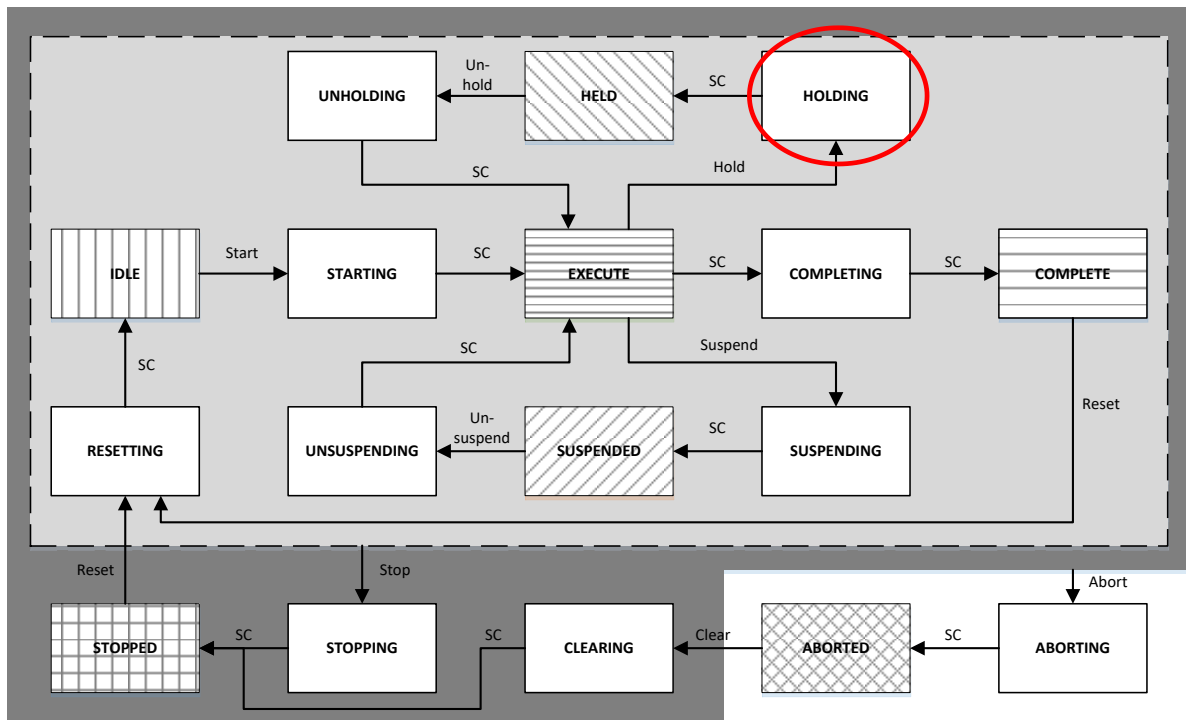 Un-
hold
SC
UNHOLDING
HELD
HOLDING
SC
Hold
Start
SC
SC
SC
IDLE
STARTING
EXECUTE
COMPLETING
COMPLETE
SC
Suspend
SC
Reset
Un-
suspend
SC
RESETTING
UNSUSPENDING
SUSPENDED
SUSPENDING
Reset
Stop
Abort
SC
SC
Clear
SC
STOPPED
STOPPING
CLEARING
ABORTED
ABORTING